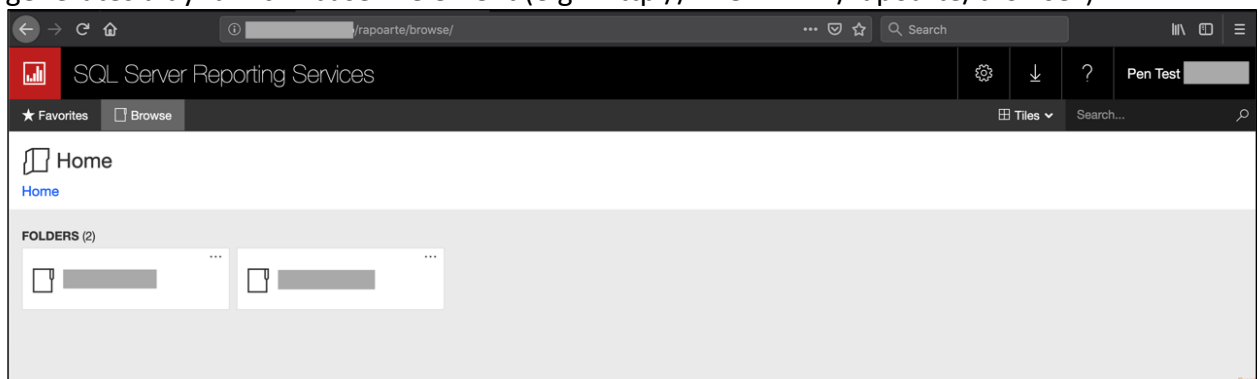 /rapoarte/browse/
Search
SQL Server Reporting Services
?
Pen Test
Favorites
Browse
Tiles
Search...
Home
Home
FOLDERS (2)